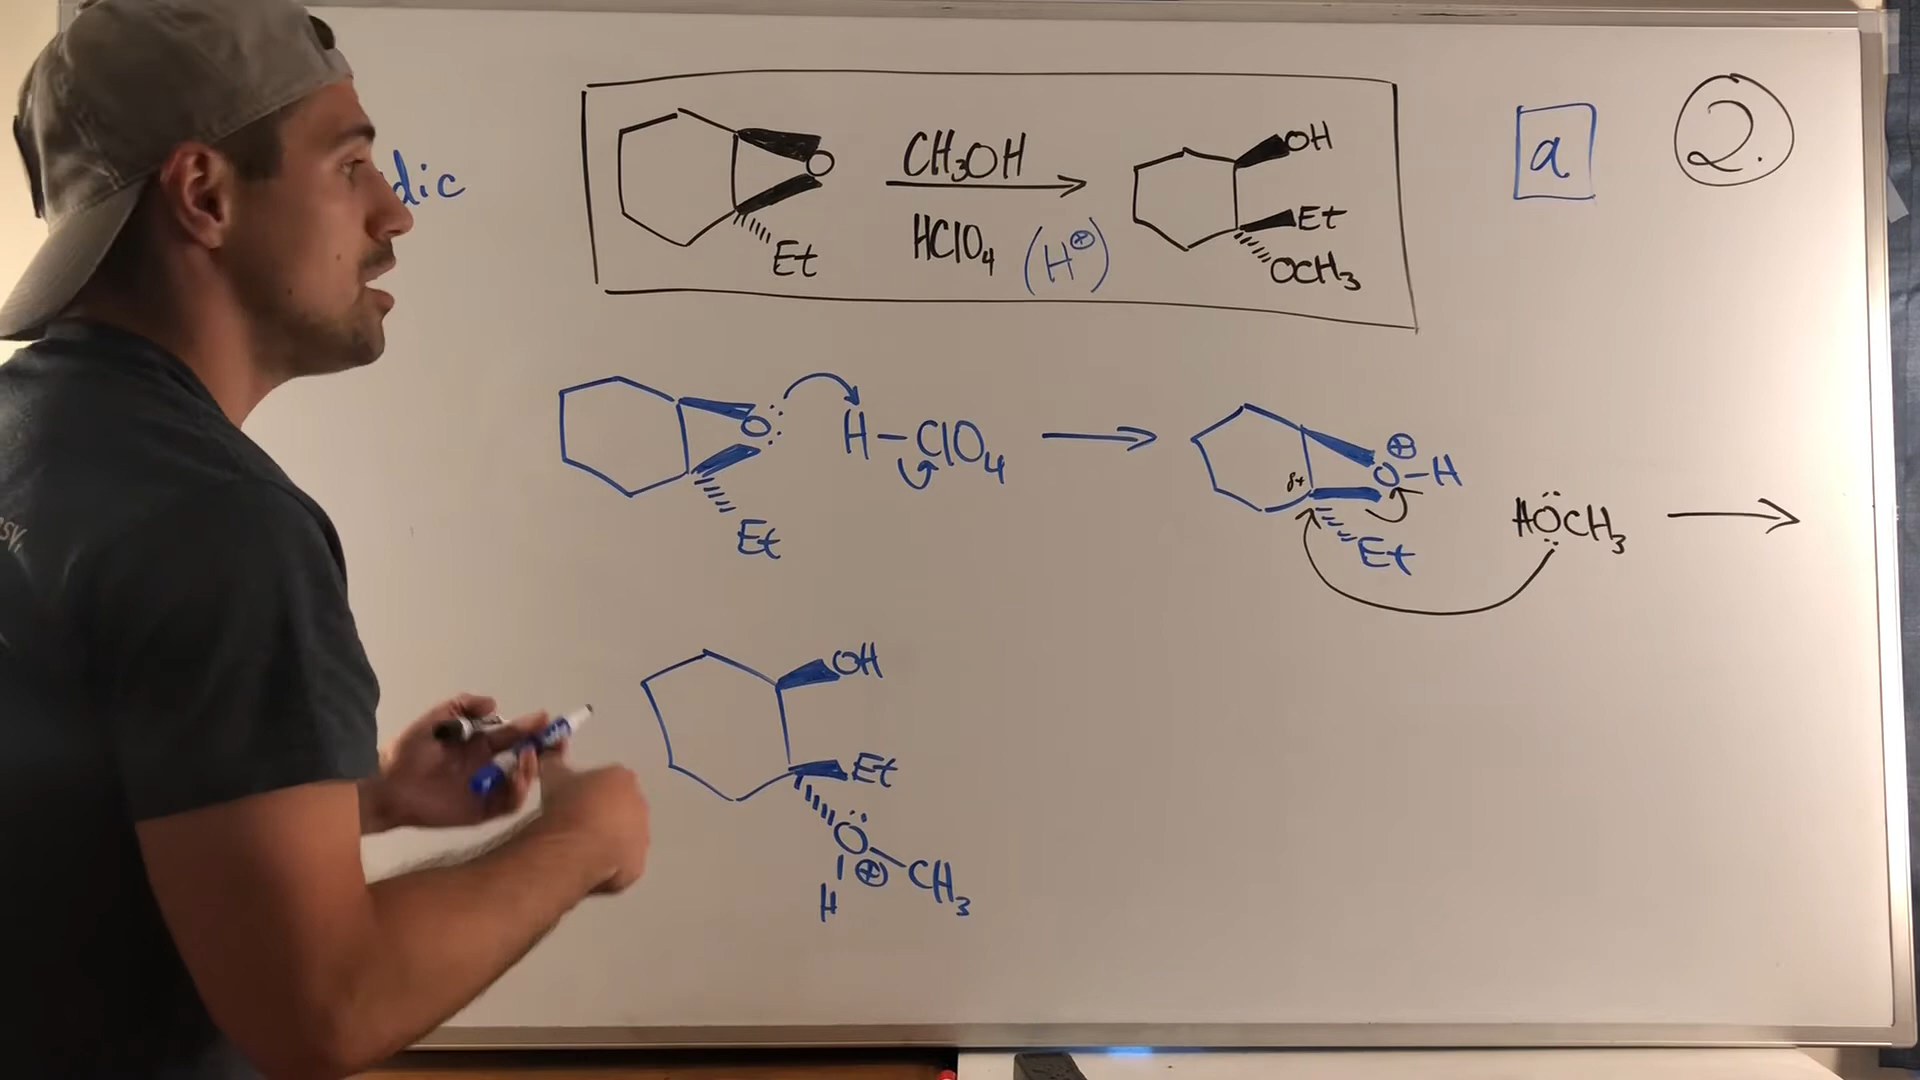 dic
O
Et
CH3OH
HClO4 (H⊕)
OH
Et
OCH3
a
2.
O:
Et
H-ClO4
δ+
⊕
O-H
Et
HÖCH3
OH
Et
Ö
H
⊕
CH3